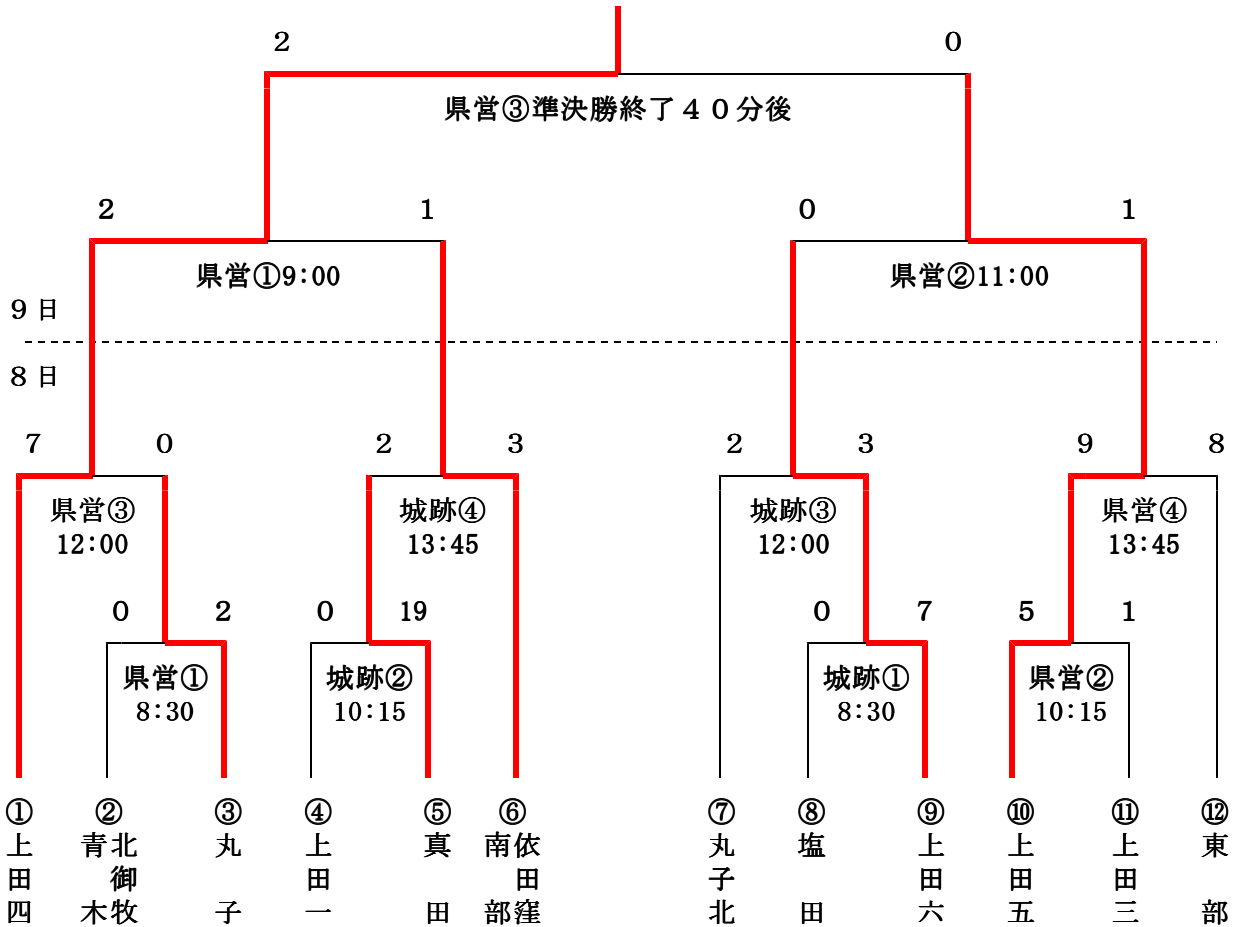 2 0
県営③準決勝終了４０分後
2 1 0 1
県営①9:00 県営②11:00
９日
８日
7 0 2 3 2 3 9 8
県営③ 城跡④ 城跡③ 県営④
12:00 13:45 12:00 13:45
0 2 0 19 0 7 5 1
県営① 城跡② 城跡① 県営②
8:30 10:15 8:30 10:15
① ② ③ ④ ⑤ ⑥ ⑦ ⑧ ⑨ ⑩ ⑪ ⑫
上田四
北御牧
青木
丸子
上田一
真田
依田窪
南部
丸子北
塩田
上田六
上田五
上田三
東部